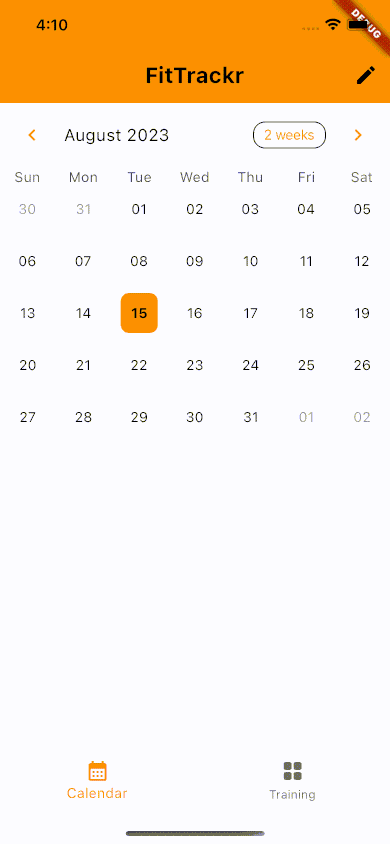 4:10
DEBUG
FitTrackr
August 2023
2 weeks
Sun Mon Tue Wed Thu Fri Sat
30 31 01 02 03 04 05
06 07 08 09 10 11 12
13 14 15 16 17 18 19
20 21 22 23 24 25 26
27 28 29 30 31 01 02
Calendar
Training